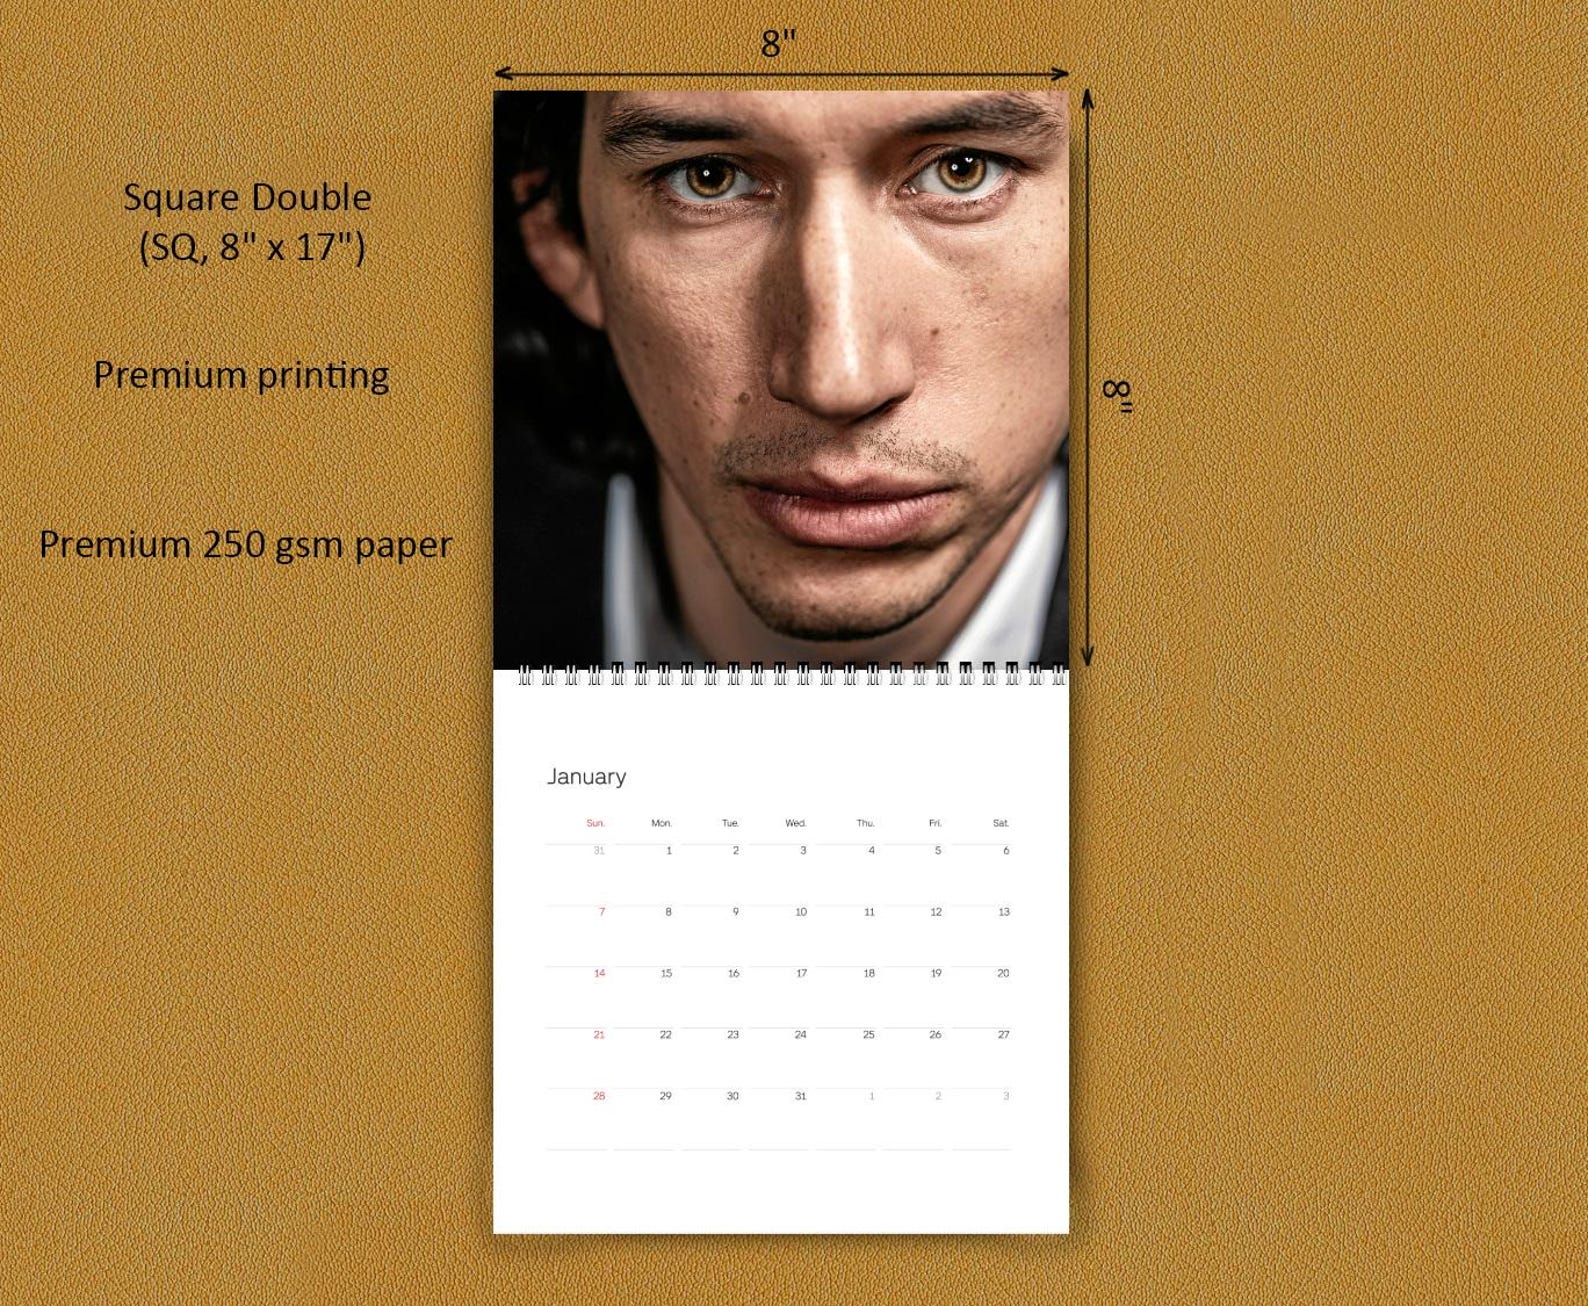 8"
Square Double
(SQ, 8" x 17")
Premium printing
8"
Premium 250 gsm paper
January
Sun. Mon. Tue. Wed. Thu. Fri. Sat.
31 1 2 3 4 5 6
7 8 9 10 11 12 13
14 15 16 17 18 19 20
21 22 23 24 25 26 27
28 29 30 31 1 2 3